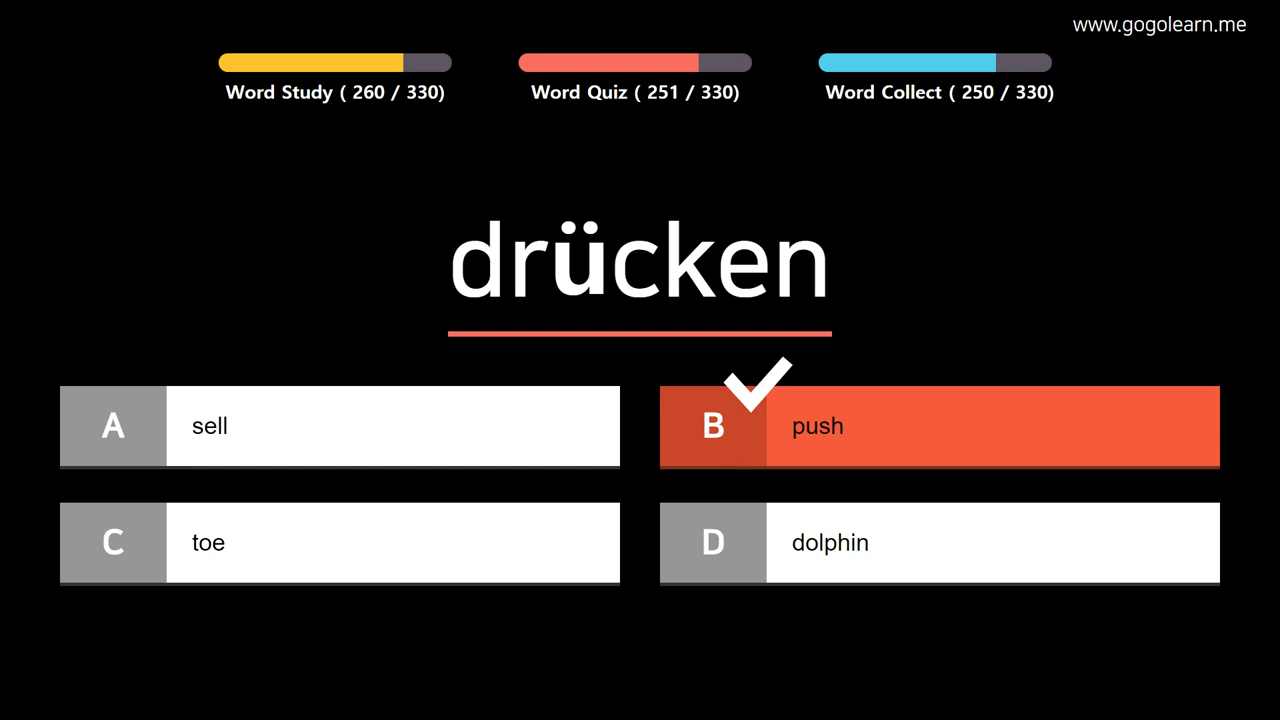 www.gogolearn.me
Word Study ( 260 / 330)
Word Quiz ( 251 / 330)
Word Collect ( 250 / 330)
drücken
A sell
B push
C toe
D dolphin